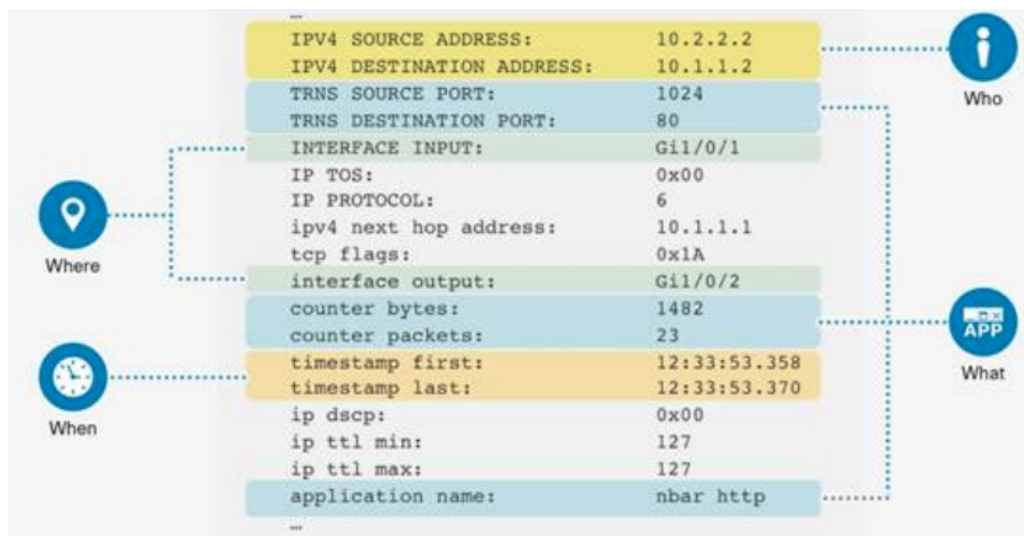 …
IPV4 SOURCE ADDRESS: 10.2.2.2
IPV4 DESTINATION ADDRESS: 10.1.1.2
TRNS SOURCE PORT: 1024
TRNS DESTINATION PORT: 80
INTERFACE INPUT: Gi1/0/1
IP TOS: 0x00
IP PROTOCOL: 6
ipv4 next hop address: 10.1.1.1
tcp flags: 0x1A
interface output: Gi1/0/2
counter bytes: 1482
counter packets: 23
timestamp first: 12:33:53.358
timestamp last: 12:33:53.370
ip dscp: 0x00
ip ttl min: 127
ip ttl max: 127
application name: nbar http
…
Where
When
Who
APP
What